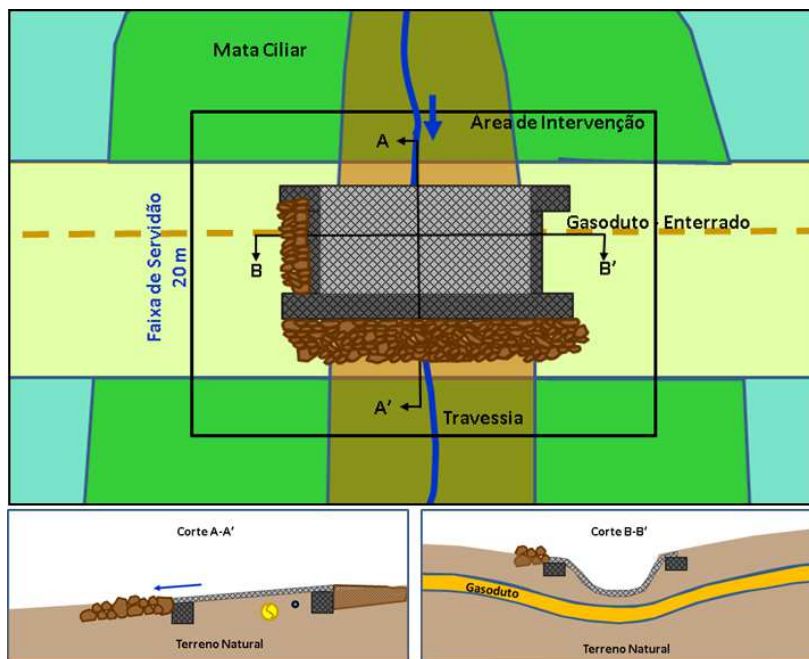 Mata Ciliar
Área de Intervenção
A
Gasoduto - Enterrado
B
B'
Faixa de Servidão
20 m
A'
Travessia
Corte A-A'
Terreno Natural
Corte B-B'
Gasoduto
Terreno Natural